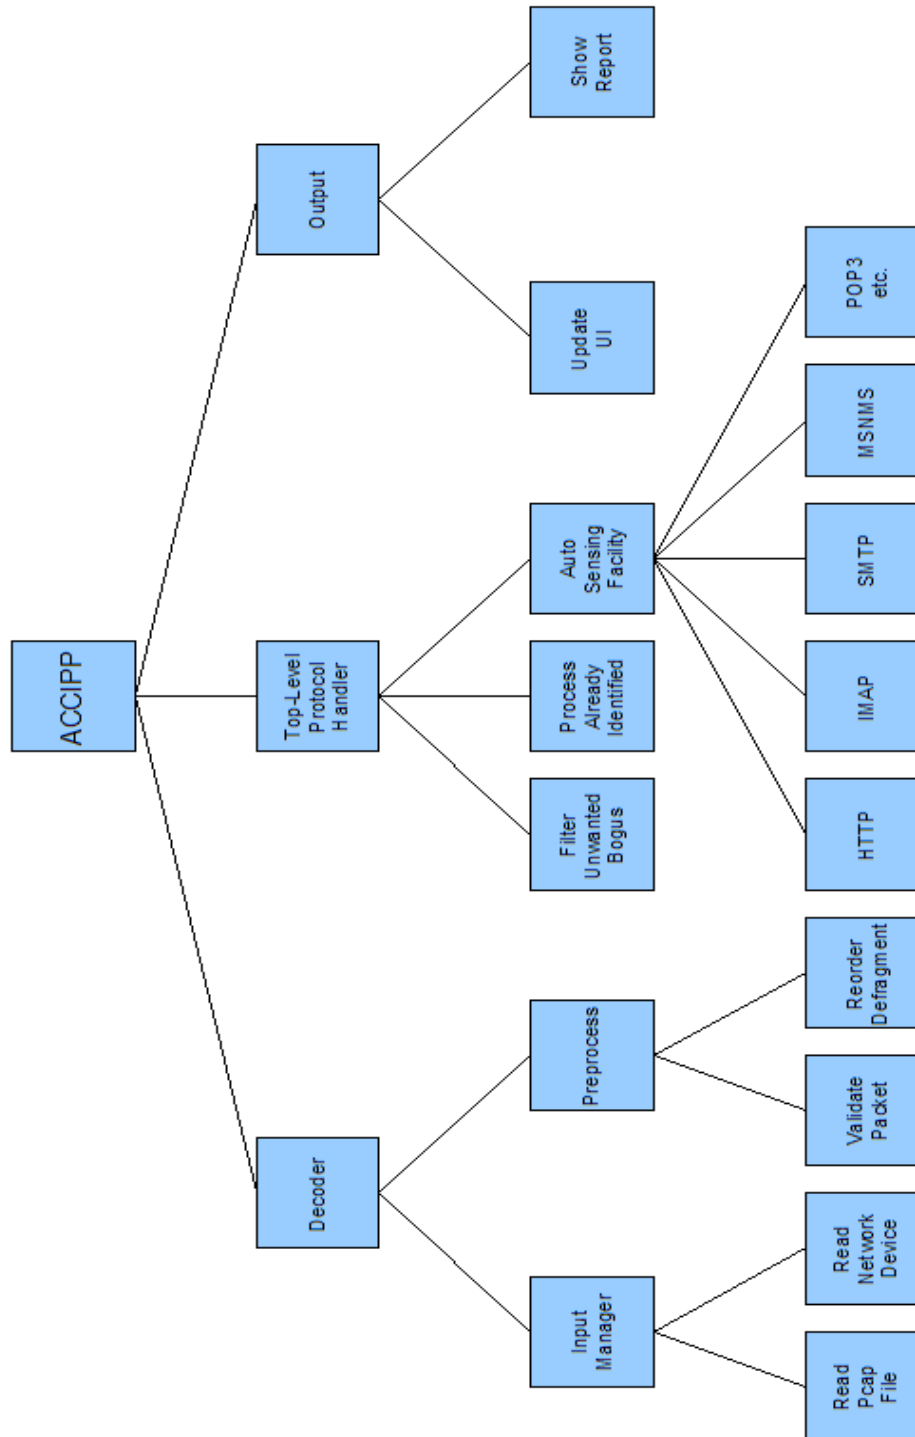 ACCIPP
Decoder
Top-Level
Protocol
Handler
Output
Input
Manager
Preprocess
Filter
Unwanted
Bogus
Process
Already
Identified
Auto
Sensing
Facility
Update
UI
Show
Report
Read
Pcap
File
Read
Network
Device
Validate
Packet
Reorder
Defragment
HTTP
IMAP
SMTP
MSNMS
POP3
etc.